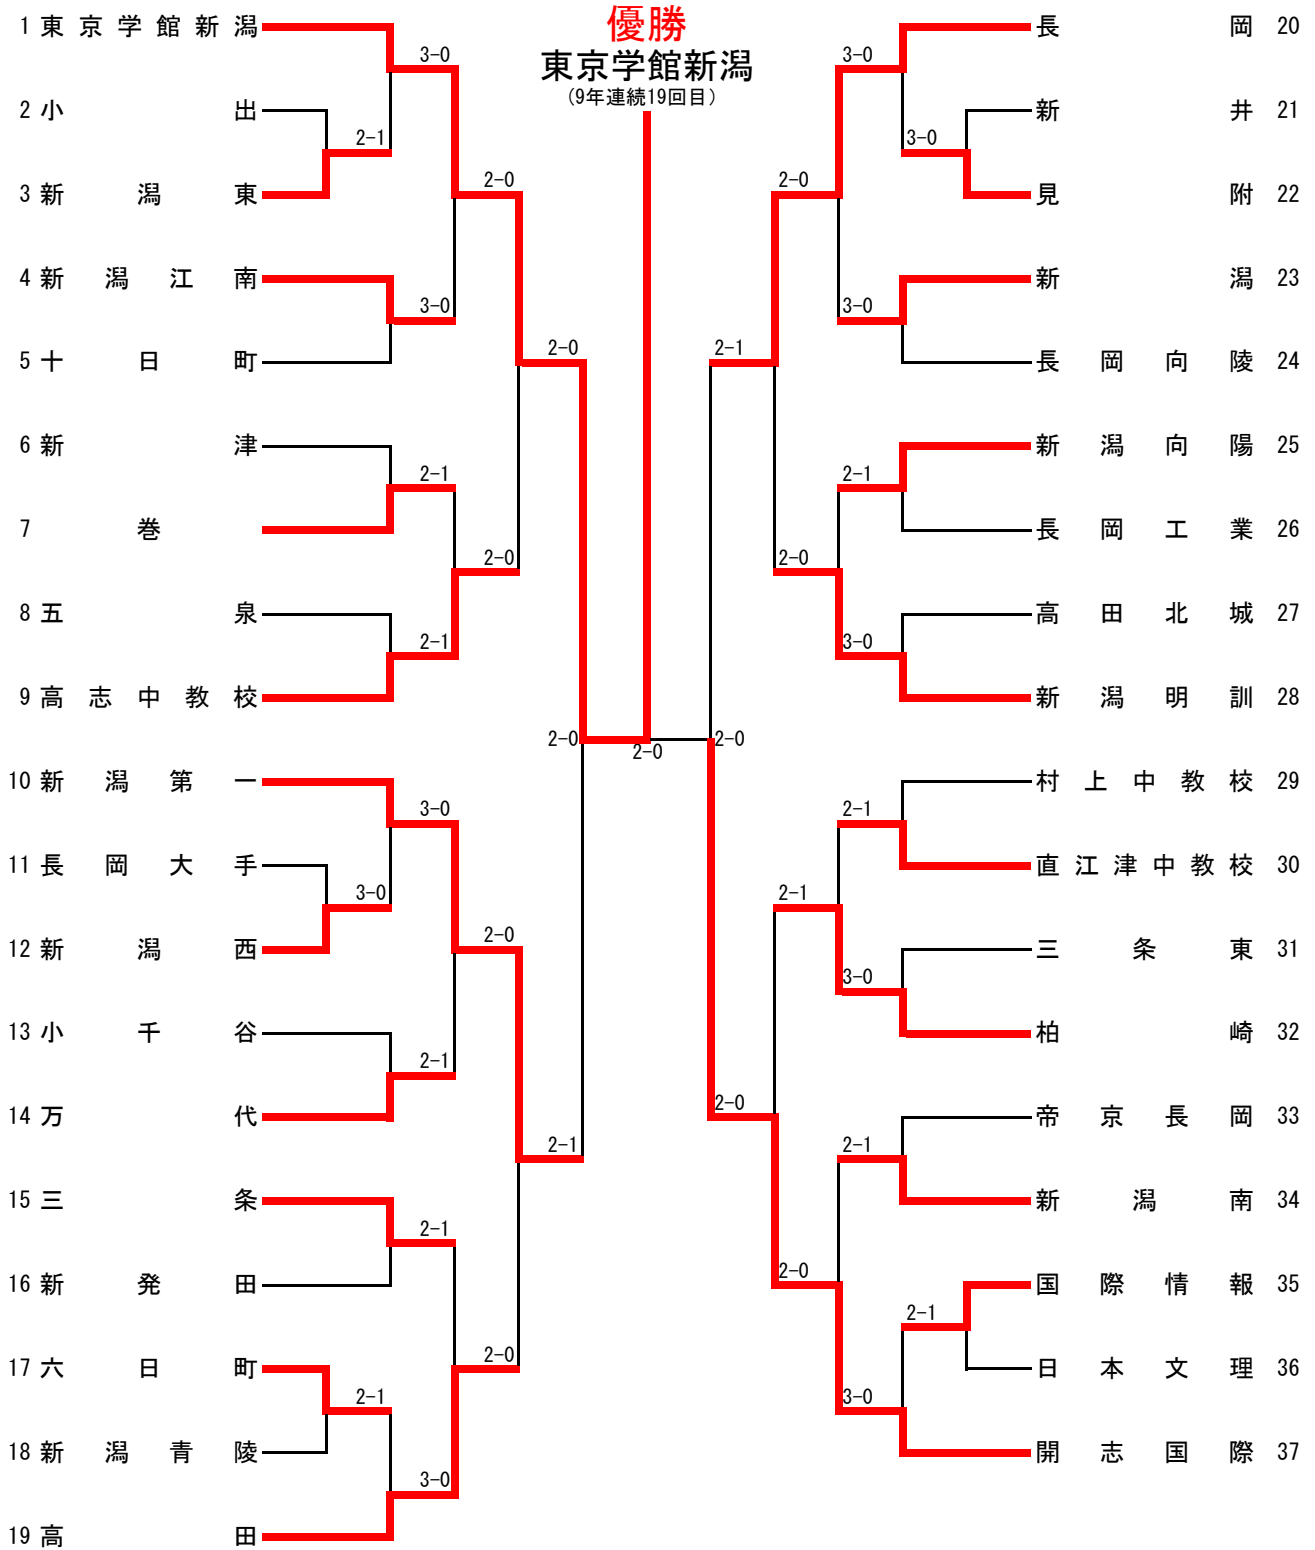 優勝
東京学館新潟
(9年連続19回目)
1 東京学館新潟
2 小出
3 新潟東
4 新潟江南
5 十日町
6 新津
7 巻
8 五泉
9 高志中教校
10 新潟第一
11 長岡大手
12 新潟西
13 小千谷
14 万代
15 三条
16 新発田
17 六日町
18 新潟青陵
19 高田
3-0
2-1
2-0
3-0
2-0
2-1
2-0
2-1
2-0
3-0
3-0
2-0
2-1
2-1
2-1
2-0
2-1
3-0
2-0
3-0
3-0
2-0
3-0
2-1
2-1
2-0
3-0
2-0
2-1
2-1
3-0
2-0
2-1
2-0
2-1
3-0
長岡 20
新井 21
見附 22
新潟 23
長岡向陵 24
新潟向陽 25
長岡工業 26
高田北城 27
新潟明訓 28
村上中教校 29
直江津中教校 30
三条東 31
柏崎 32
帝京長岡 33
新潟南 34
国際情報 35
日本文理 36
開志国際 37